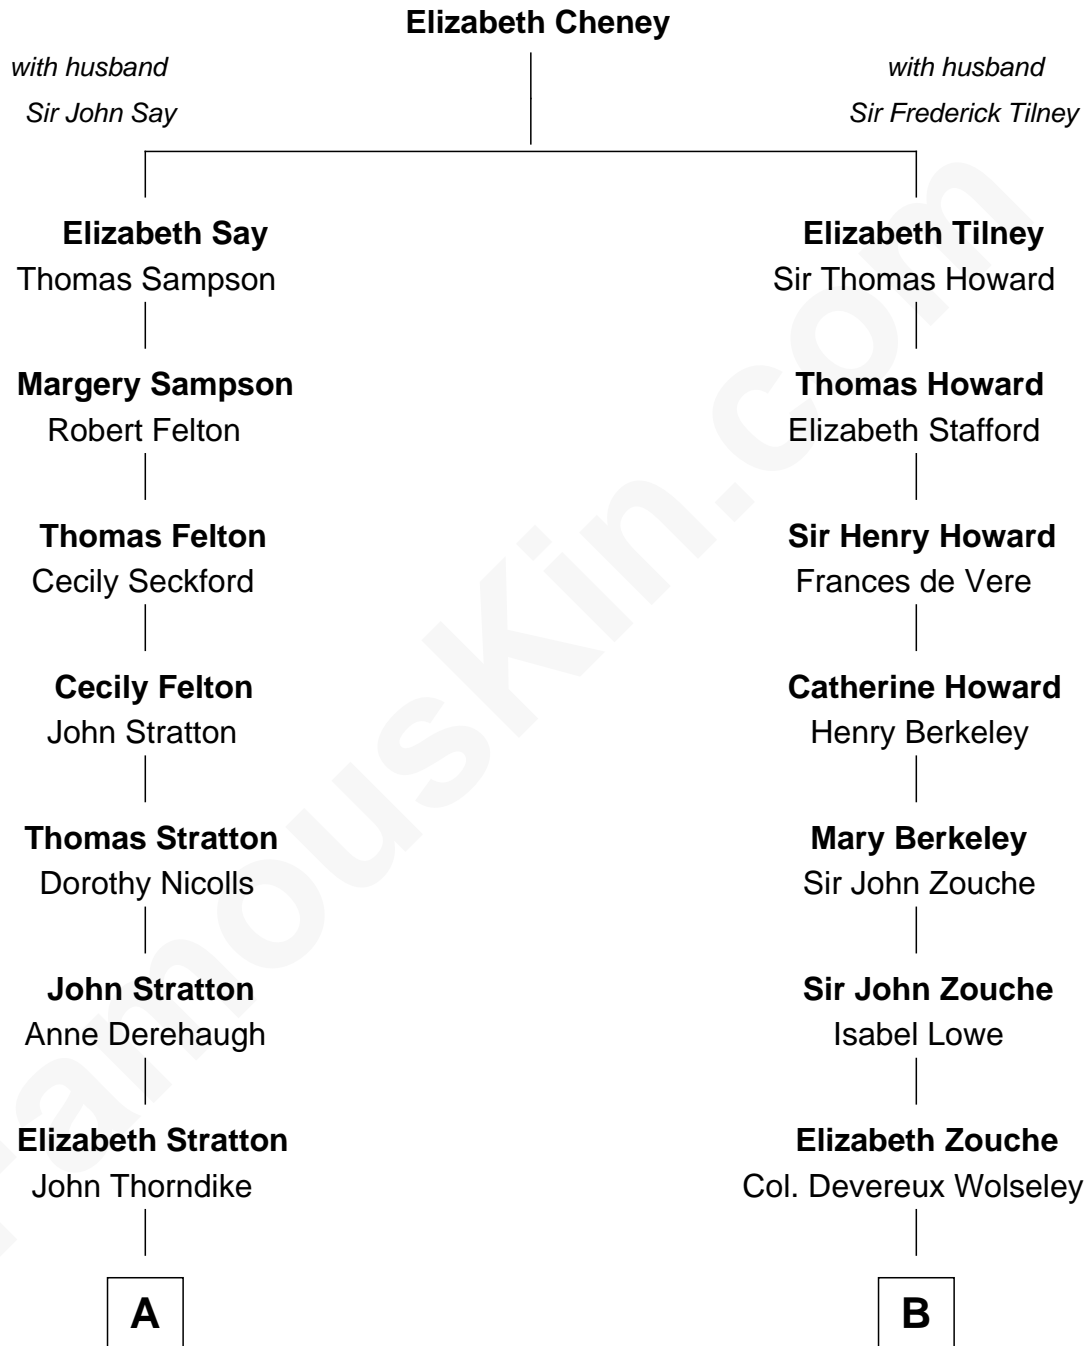 Elizabeth Cheney
with husband
Sir John Say
with husband
Sir Frederick Tilney
Elizabeth Say
Thomas Sampson
Elizabeth Tilney
Sir Thomas Howard
Margery Sampson
Robert Felton
Thomas Howard
Elizabeth Stafford
Thomas Felton
Cecily Seckford
Sir Henry Howard
Frances de Vere
Cecily Felton
John Stratton
Catherine Howard
Henry Berkeley
Thomas Stratton
Dorothy Nicolls
Mary Berkeley
Sir John Zouche
John Stratton
Anne Derehaugh
Sir John Zouche
Isabel Lowe
Elizabeth Stratton
John Thorndike
Elizabeth Zouche
Col. Devereux Wolseley
A
B
FamousKin.com